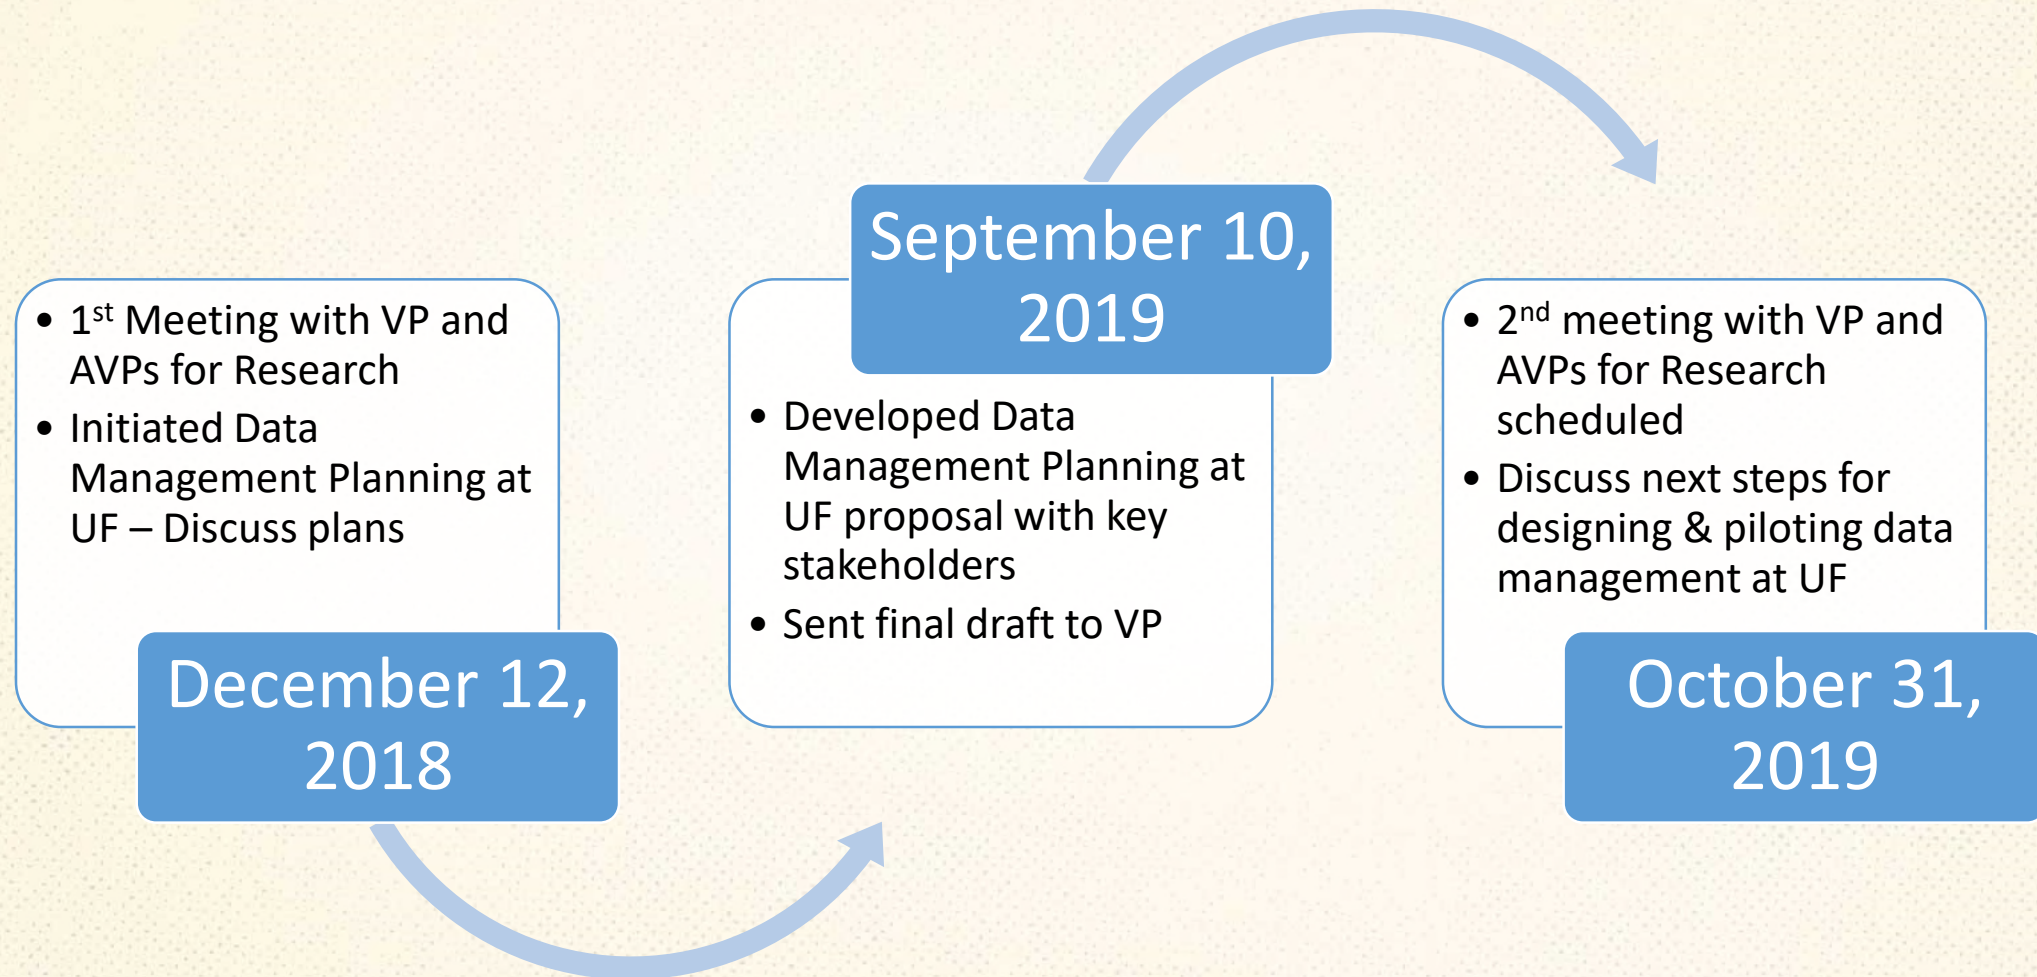 • 1st Meeting with VP and
AVPs for Research
• Initiated Data
Management Planning at
UF – Discuss plans
December 12,
2018
September 10,
2019
• Developed Data
Management Planning at
UF proposal with key
stakeholders
• Sent final draft to VP
• 2nd meeting with VP and
AVPs for Research
scheduled
• Discuss next steps for
designing & piloting data
management at UF
October 31,
2019